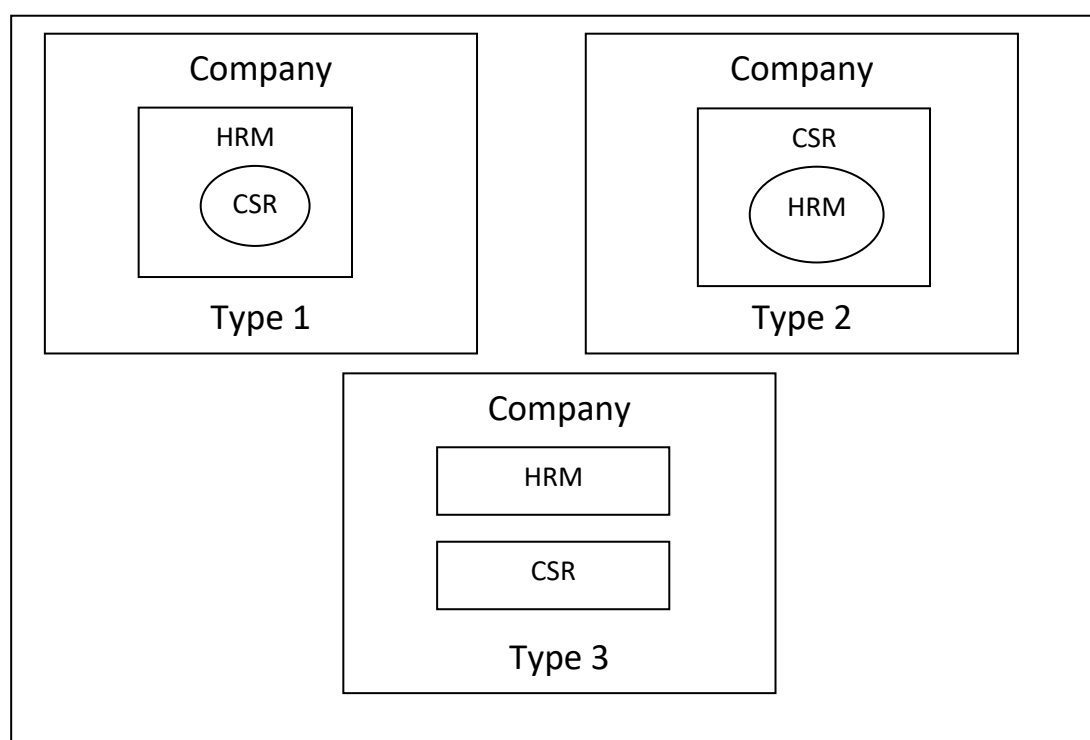 Company
HRM
CSR
Type 1
Company
CSR
HRM
Type 2
Company
HRM
CSR
Type 3